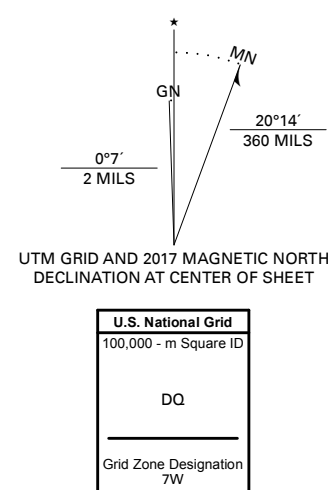 ★
MN
GN
20°14´
360 MILS
0°7´
2 MILS
UTM GRID AND 2017 MAGNETIC NORTH
DECLINATION AT CENTER OF SHEET
U.S. National Grid
100,000 - m Square ID
DQ
Grid Zone Designation
7W